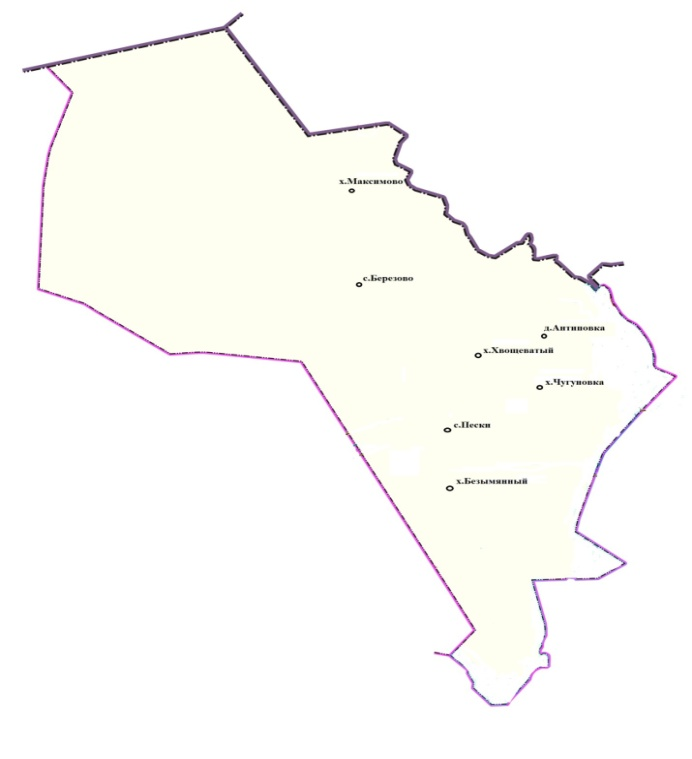 х.Максимово
с.Березово
д.Антиповка
х.Хвощеватый
х.Чугуновка
с.Пески
х.Безымянный